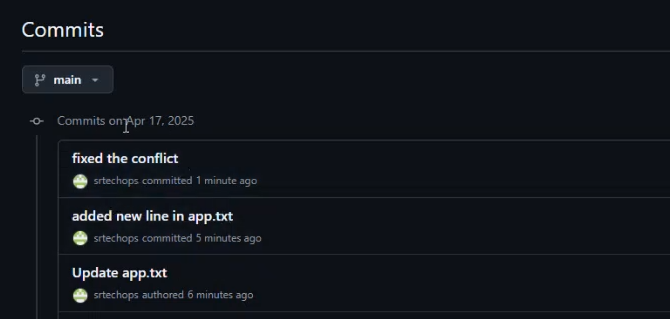 Commits
main
Commits on Apr 17, 2025
fixed the conflict
srtechops committed 1 minute ago
added new line in app.txt
srtechops committed 5 minutes ago
Update app.txt
srtechops authored 6 minutes ago